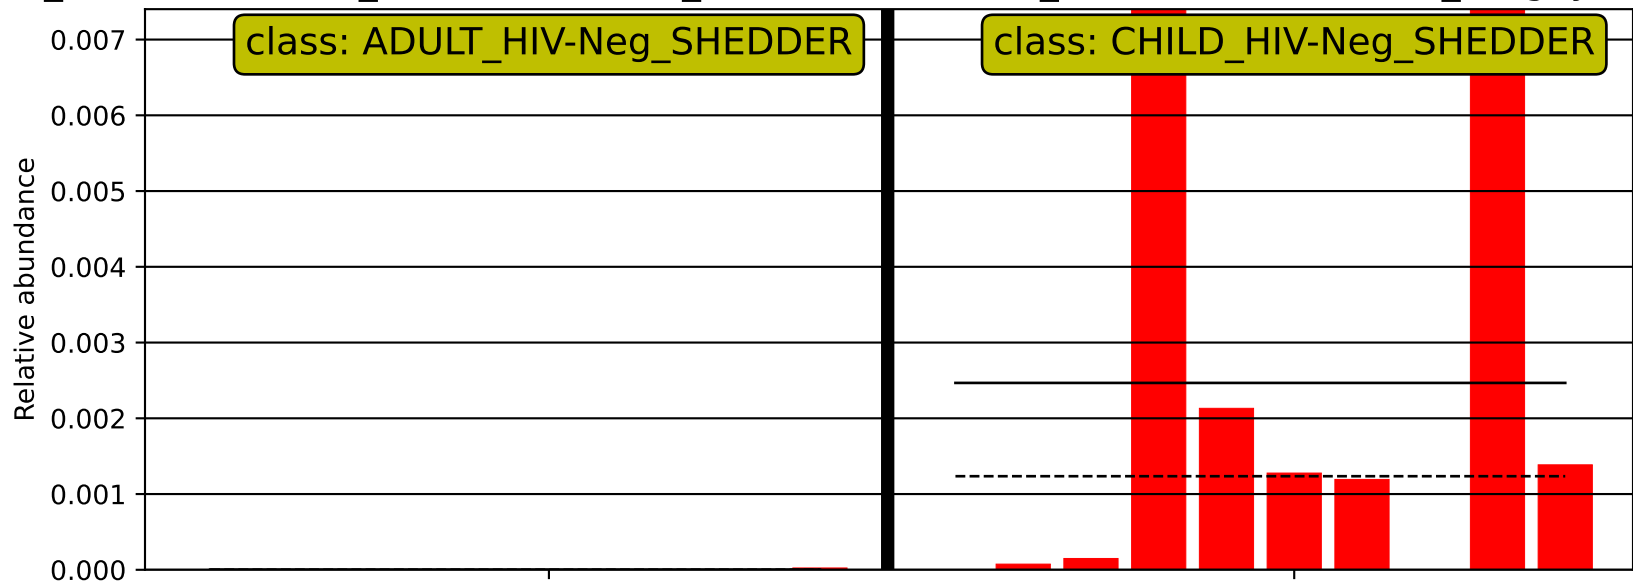 class: ADULT_HIV-Neg_SHEDDER
class: CHILD_HIV-Neg_SHEDDER
0.007
0.006
0.005
0.004
0.003
0.002
0.001
0.000
Relative abundance